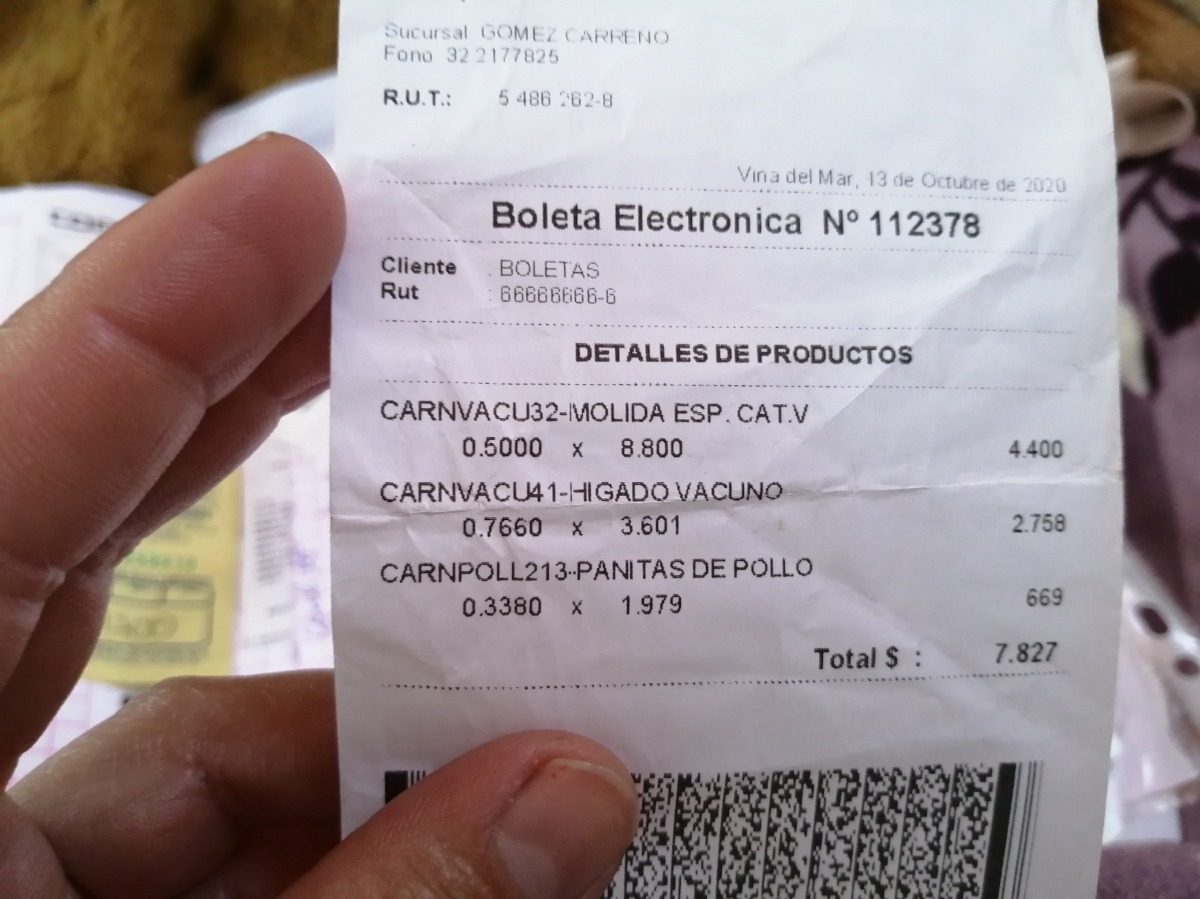 Sucursal GOMEZ CARRENO
Fono 32 2177825
R.U.T.: 5 486 262-8
Vina del Mar, 13 de Octubre de 2020
Boleta Electronica Nº 112378
Cliente : BOLETAS
Rut : 66666666-6
DETALLES DE PRODUCTOS
CARNVACU32-MOLIDA ESP. CAT.V
0.5000 x 8.800 4.400
CARNVACU41-HIGADO VACUNO
0.7660 x 3.601 2.758
CARNPOLL213-PANITAS DE POLLO
0.3380 x 1.979 669
Total $ : 7.827